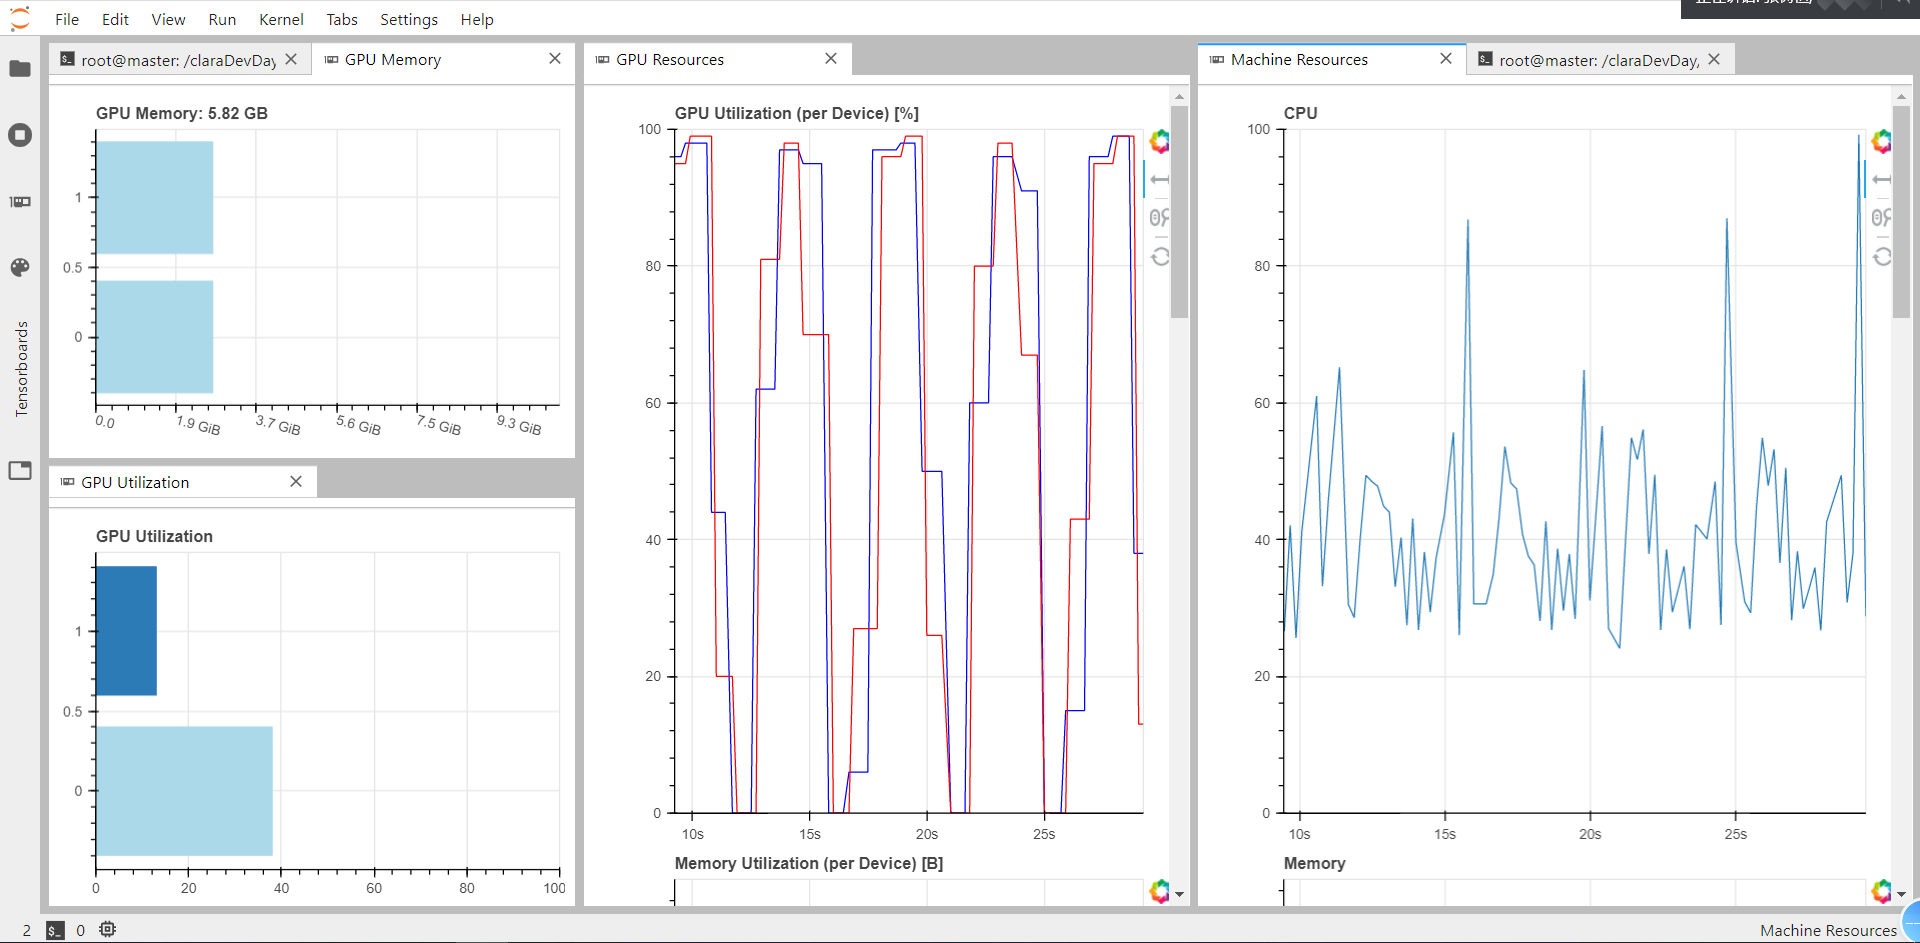 File Edit View Run Kernel Tabs Settings Help
root@master: /claraDevDay
GPU Memory
GPU Resources
Machine Resources
root@master: /claraDevDay,
GPU Memory: 5.82 GB
1
0.5
0
0.0 1.9 GiB 3.7 GiB 5.6 GiB 7.5 GiB 9.3 GiB
Tensorboards
GPU Utilization
GPU Utilization
1
0.5
0
0 20 40 60 80 100
GPU Utilization (per Device) [%]
100
80
60
40
20
0
10s 15s 20s 25s
Memory Utilization (per Device) [B]
CPU
100
80
60
40
20
0
10s 15s 20s 25s
Memory
2 $_ 0
Machine Resources